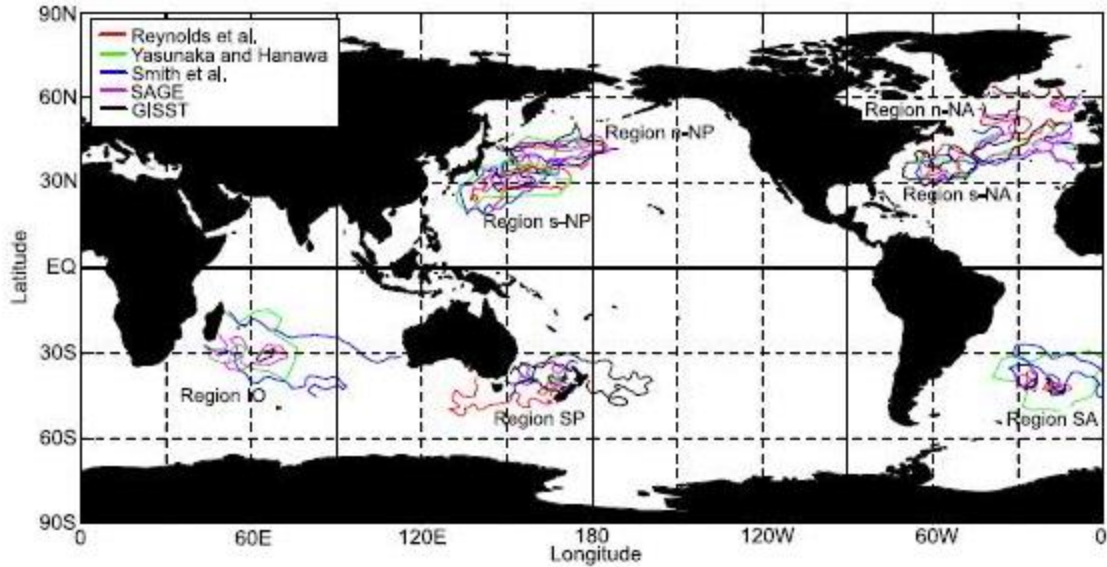 90N
Reynolds et al.
Yasunaka and Hanawa
Smith et al.
SAGE
GISST
60N
Region n-NA
Region n-NP
30N
Region s-NA
Region s-NP
EQ
Latitude
30S
Region IO
Region SP
Region SA
60S
90S
0
60E
120E
180
120W
60W
0
Longitude